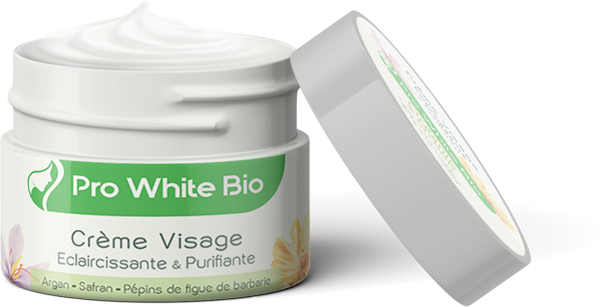 Pro White Bio
Crème Visage
Eclaircissante & Purifiante
Argan - Safran - Pépins de figue de barbarie